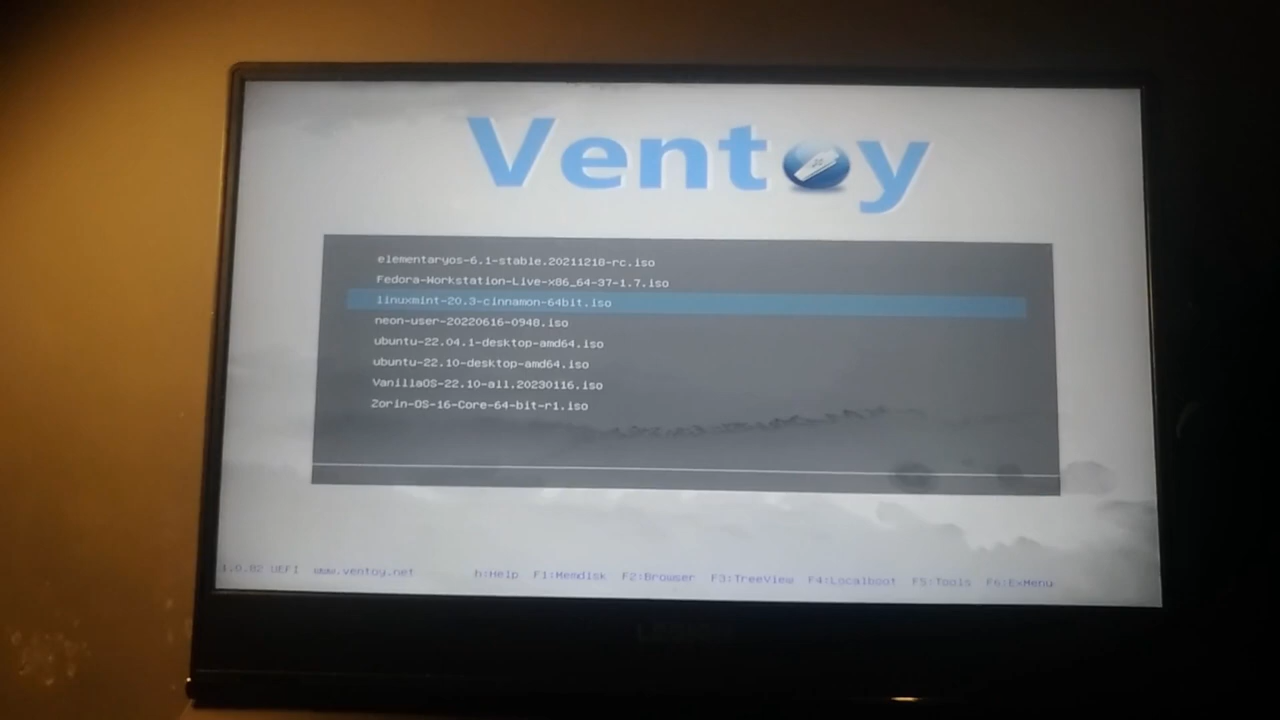 Ventoy
elementaryos-6.1-stable.20211218-rc.iso
Fedora-Workstation-Live-x86_64-37-1.7.iso
linuxmint-20.3-cinnamon-64bit.iso
neon-user-20220616-0948.iso
ubuntu-22.04.1-desktop-amd64.iso
ubuntu-22.10-desktop-amd64.iso
VanillaOS-22.10-all.20230116.iso
Zorin-OS-16-Core-64-bit-r1.iso
1.0.82 UEFI www.ventoy.net h:Help F1:Memdisk F2:Browser F3:TreeView F4:Localboot F5:Tools F6:ExMenu